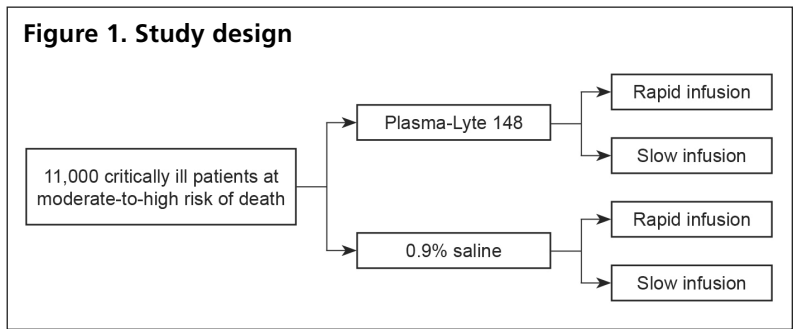 Figure 1. Study design
11,000 critically ill patients at
moderate-to-high risk of death
Plasma-Lyte 148
Rapid infusion
Slow infusion
0.9% saline
Rapid infusion
Slow infusion